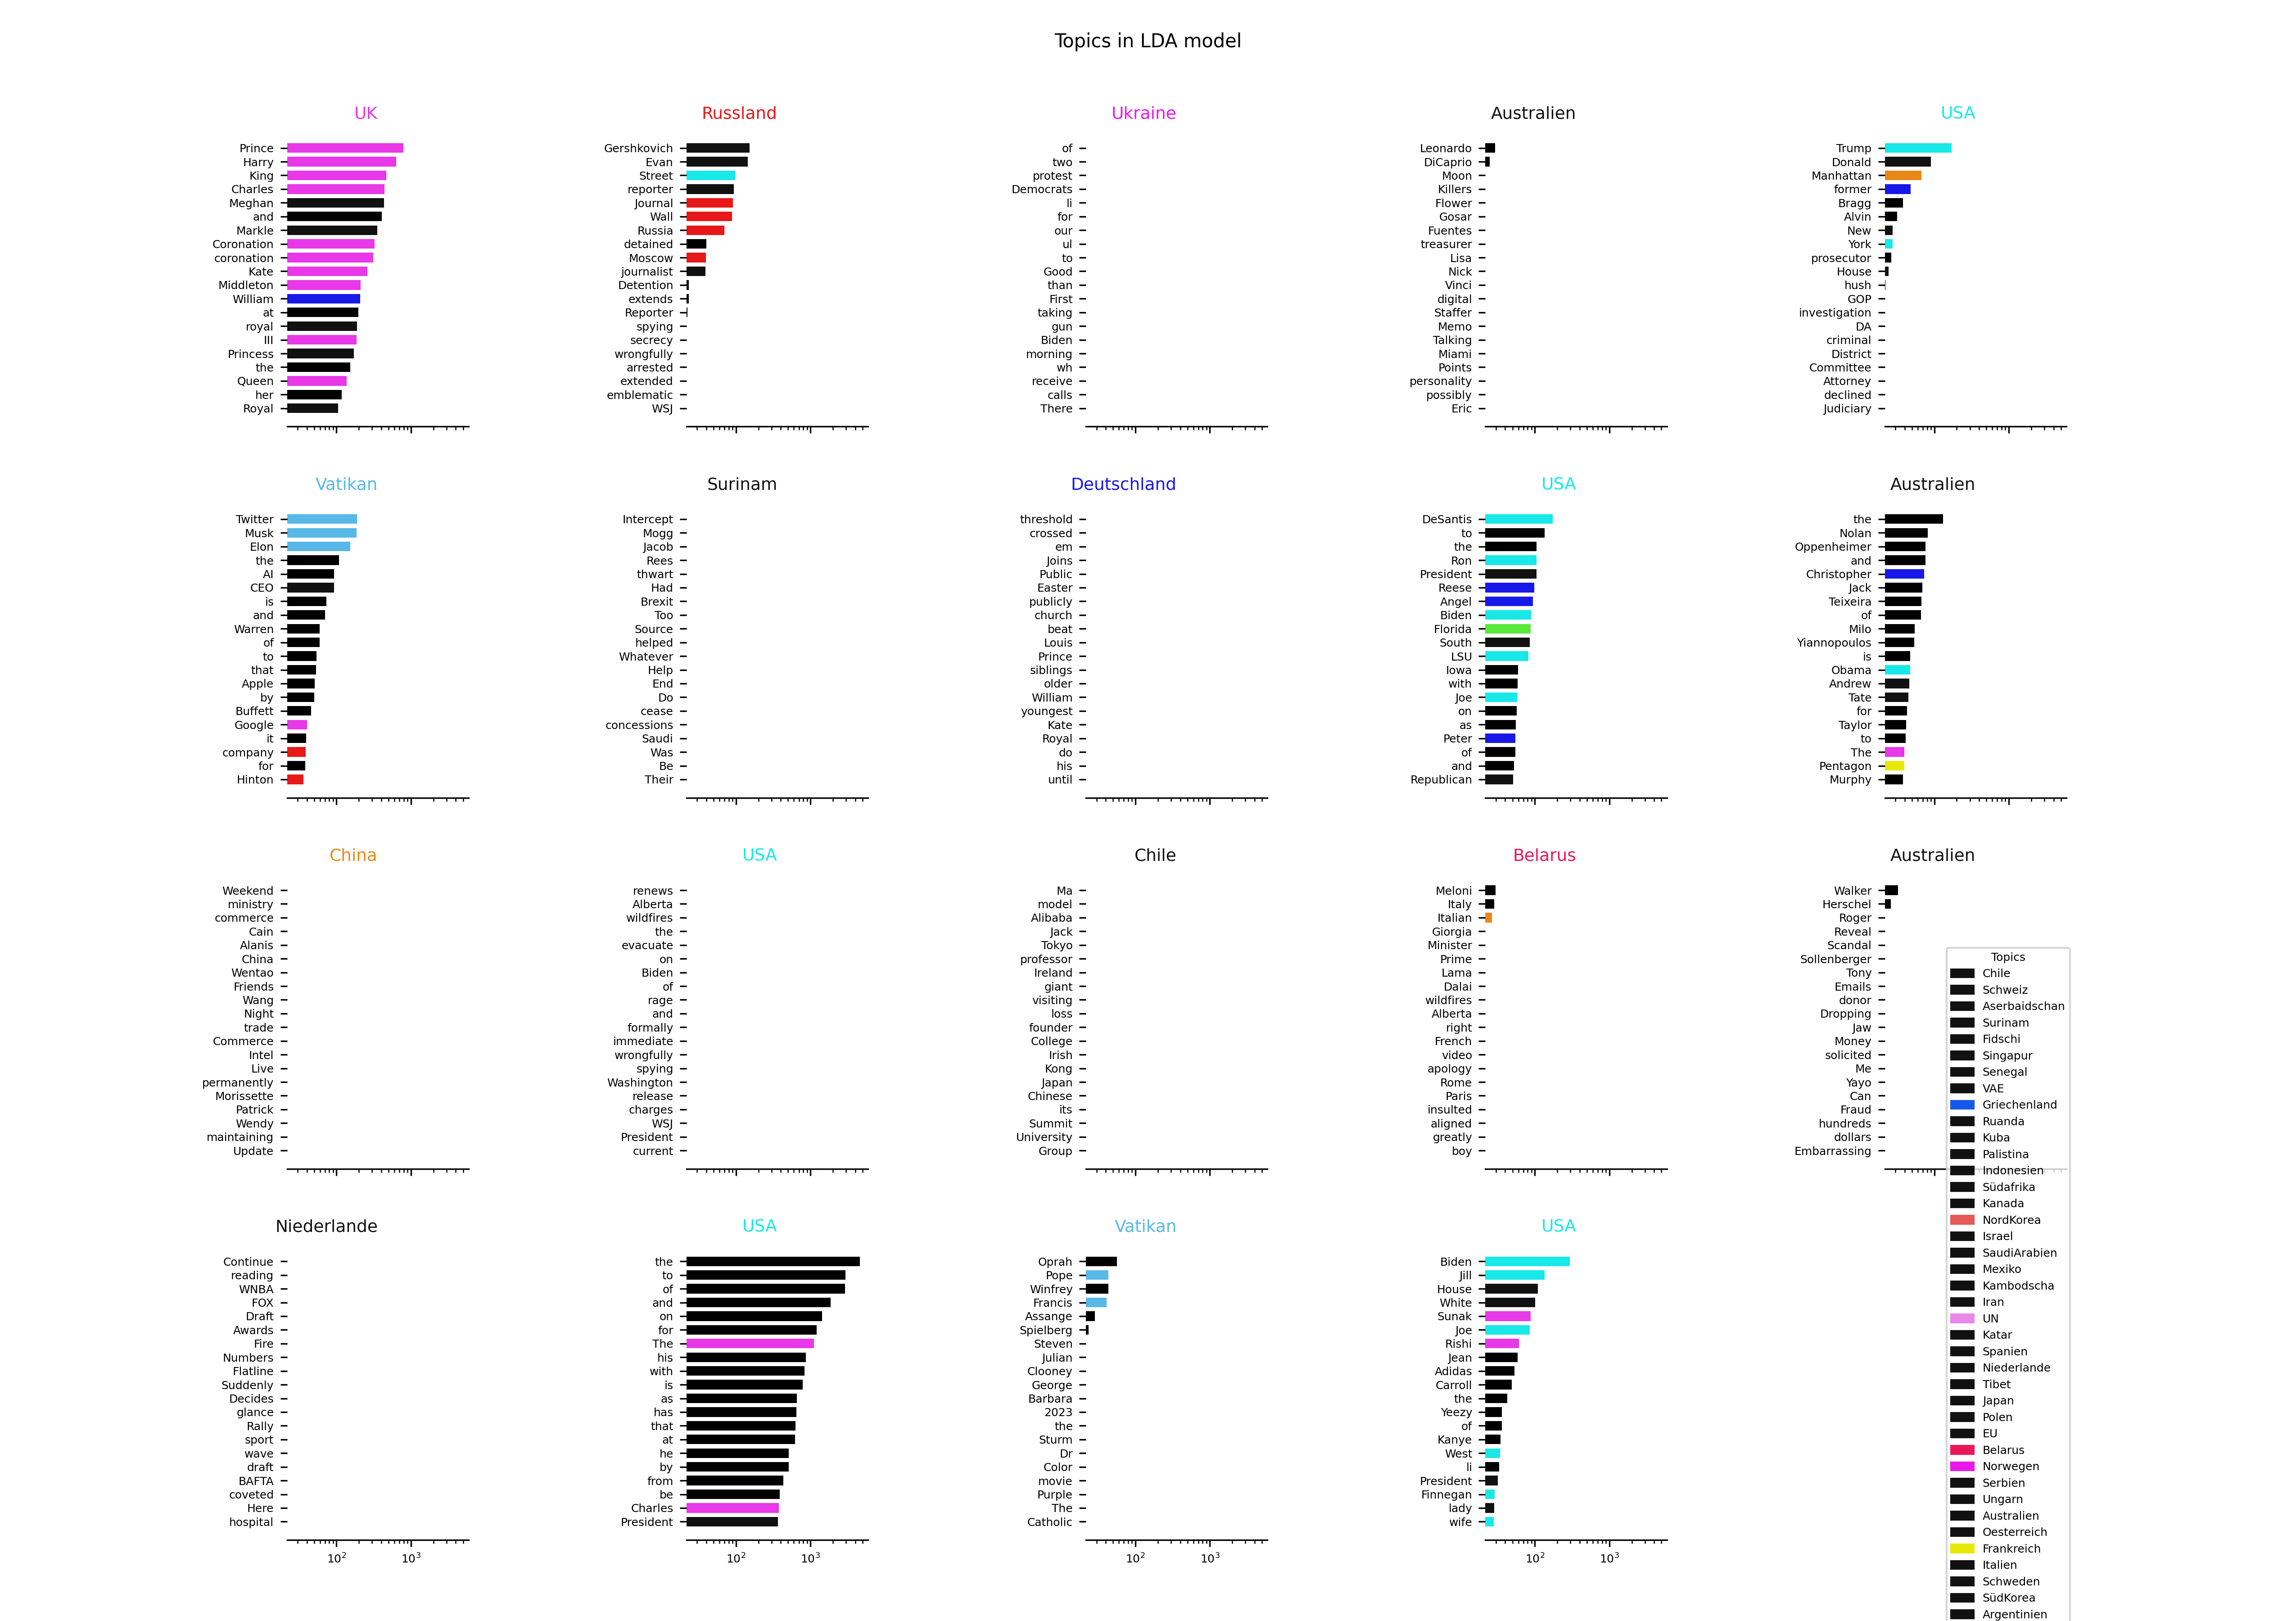 Topics in LDA model
UK
Prince
Harry
King
Charles
Meghan
and
Markle
Coronation
coronation
Kate
Middleton
William
at
royal
III
Princess
the
Queen
her
Royal
Russland
Gershkovich
Evan
Street
reporter
Journal
Wall
Russia
detained
Moscow
journalist
Detention
extends
Reporter
spying
secrecy
wrongfully
arrested
extended
emblematic
WSJ
Ukraine
of
two
protest
Democrats
li
for
our
ul
to
Good
than
First
taking
gun
Biden
morning
wh
receive
calls
There
Australien
Leonardo
DiCaprio
Moon
Killers
Flower
Gosar
Fuentes
treasurer
Lisa
Nick
Vinci
digital
Staffer
Memo
Talking
Miami
Points
personality
possibly
Eric
USA
Trump
Donald
Manhattan
former
Bragg
Alvin
New
York
prosecutor
House
hush
GOP
investigation
DA
criminal
District
Committee
Attorney
declined
Judiciary
Vatikan
Twitter
Musk
Elon
the
AI
CEO
is
and
Warren
of
to
that
Apple
by
Buffett
Google
it
company
for
Hinton
Surinam
Intercept
Mogg
Jacob
Rees
thwart
Had
Brexit
Too
Source
helped
Whatever
Help
End
Do
cease
concessions
Saudi
Was
Be
Their
Deutschland
threshold
crossed
em
Joins
Public
Easter
publicly
church
beat
Louis
Prince
siblings
older
William
youngest
Kate
Royal
do
his
until
USA
DeSantis
to
the
Ron
President
Reese
Angel
Biden
Florida
South
LSU
Iowa
with
Joe
on
as
Peter
of
and
Republican
Australien
the
Nolan
Oppenheimer
and
Christopher
Jack
Teixeira
of
Milo
Yiannopoulos
is
Obama
Andrew
Tate
for
Taylor
to
The
Pentagon
Murphy
China
Weekend
ministry
commerce
Cain
Alanis
China
Wentao
Friends
Wang
Night
trade
Commerce
Intel
Live
permanently
Morissette
Patrick
Wendy
maintaining
Update
USA
renews
Alberta
wildfires
the
evacuate
on
Biden
of
rage
and
formally
immediate
wrongfully
spying
Washington
release
charges
WSJ
President
current
Chile
Ma
model
Alibaba
Jack
Tokyo
professor
Ireland
giant
visiting
loss
founder
College
Irish
Kong
Japan
Chinese
its
Summit
University
Group
Belarus
Meloni
Italy
Italian
Giorgia
Minister
Prime
Lama
Dalai
wildfires
Alberta
right
French
video
apology
Rome
Paris
insulted
aligned
greatly
boy
Australien
Walker
Herschel
Roger
Reveal
Scandal
Sollenberger
Tony
Emails
donor
Dropping
Jaw
Money
solicited
Me
Yayo
Can
Fraud
hundreds
dollars
Embarrassing
Niederlande
Continue
reading
WNBA
FOX
Draft
Awards
Fire
Numbers
Flatline
Suddenly
Decides
glance
Rally
sport
wave
draft
BAFTA
coveted
Here
hospital
10² 10³
USA
the
to
of
and
on
for
The
his
with
is
as
has
that
at
he
by
from
be
Charles
President
10² 10³
Vatikan
Oprah
Pope
Winfrey
Francis
Assange
Spielberg
Steven
Julian
Clooney
George
Barbara
2023
the
Sturm
Dr
Color
movie
Purple
The
Catholic
10² 10³
USA
Biden
Jill
House
White
Sunak
Joe
Rishi
Jean
Adidas
Carroll
the
Yeezy
of
Kanye
West
li
President
Finnegan
lady
wife
10² 10³
Topics
Chile
Schweiz
Aserbaidschan
Surinam
Fidschi
Singapur
Senegal
VAE
Griechenland
Ruanda
Kuba
Palistina
Indonesien
Südafrika
Kanada
NordKorea
Israel
SaudiArabien
Mexiko
Kambodscha
Iran
UN
Katar
Spanien
Niederlande
Tibet
Japan
Polen
EU
Belarus
Norwegen
Serbien
Ungarn
Australien
Oesterreich
Frankreich
Italien
Schweden
SüdKorea
Argentinien